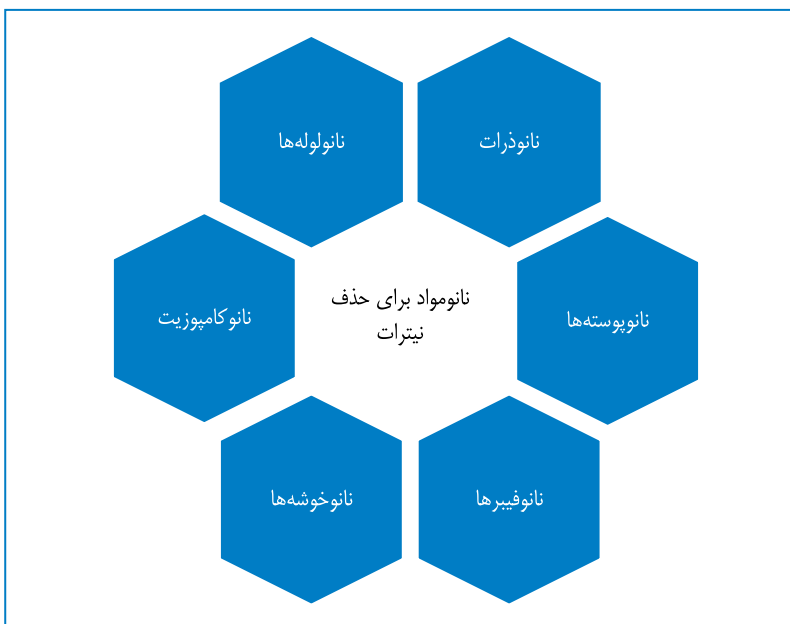 نانوذرات
نانولوله‌ها
نانومواد برای حذف
نیترات
نانوپوسته‌ها
نانوکامپوزیت
نانوفیبرها
نانوخوشه‌ها